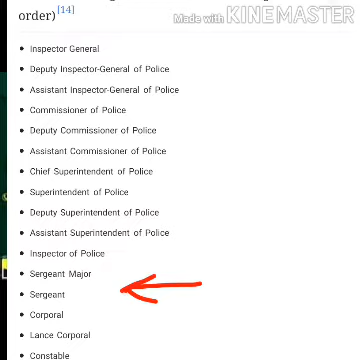 order)[14]
Made with KINEMASTER
Inspector General
Deputy Inspector-General of Police
Assistant Inspector-General of Police
Commissioner of Police
Deputy Commissioner of Police
Assistant Commissioner of Police
Chief Superintendent of Police
Superintendent of Police
Deputy Superintendent of Police
Assistant Superintendent of Police
Inspector of Police
Sergeant Major
Sergeant
Corporal
Lance Corporal
Constable